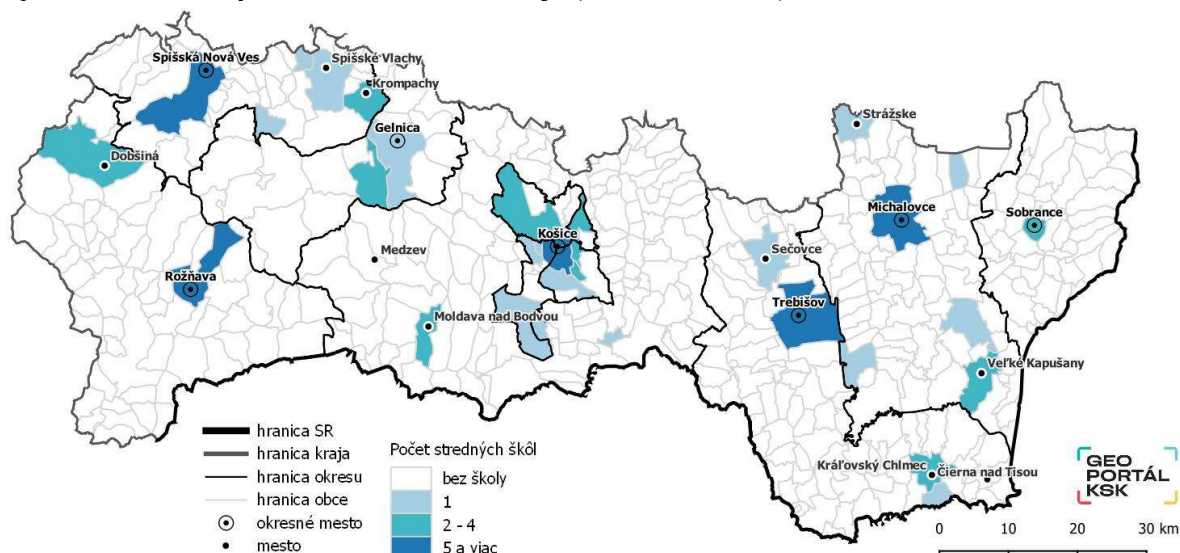 Spišská Nová Ves
Spišské Vlachy
Krompachy
Strážske
Gelnica
Dobšiná
Michalovce
Sobrance
Košice
Medzev
Sečovce
Rožňava
Trebišov
Moldava nad Bodvou
Veľké Kapušany
Kráľovský Chlmec
Čierna nad Tisou
hranica SR
hranica kraja
hranica okresu
hranica obce
okresné mesto
mesto
Počet stredných škôl
bez školy
1
2 - 4
5 a viac
GEO
PORTÁL
KSK
0 10 20 30 km